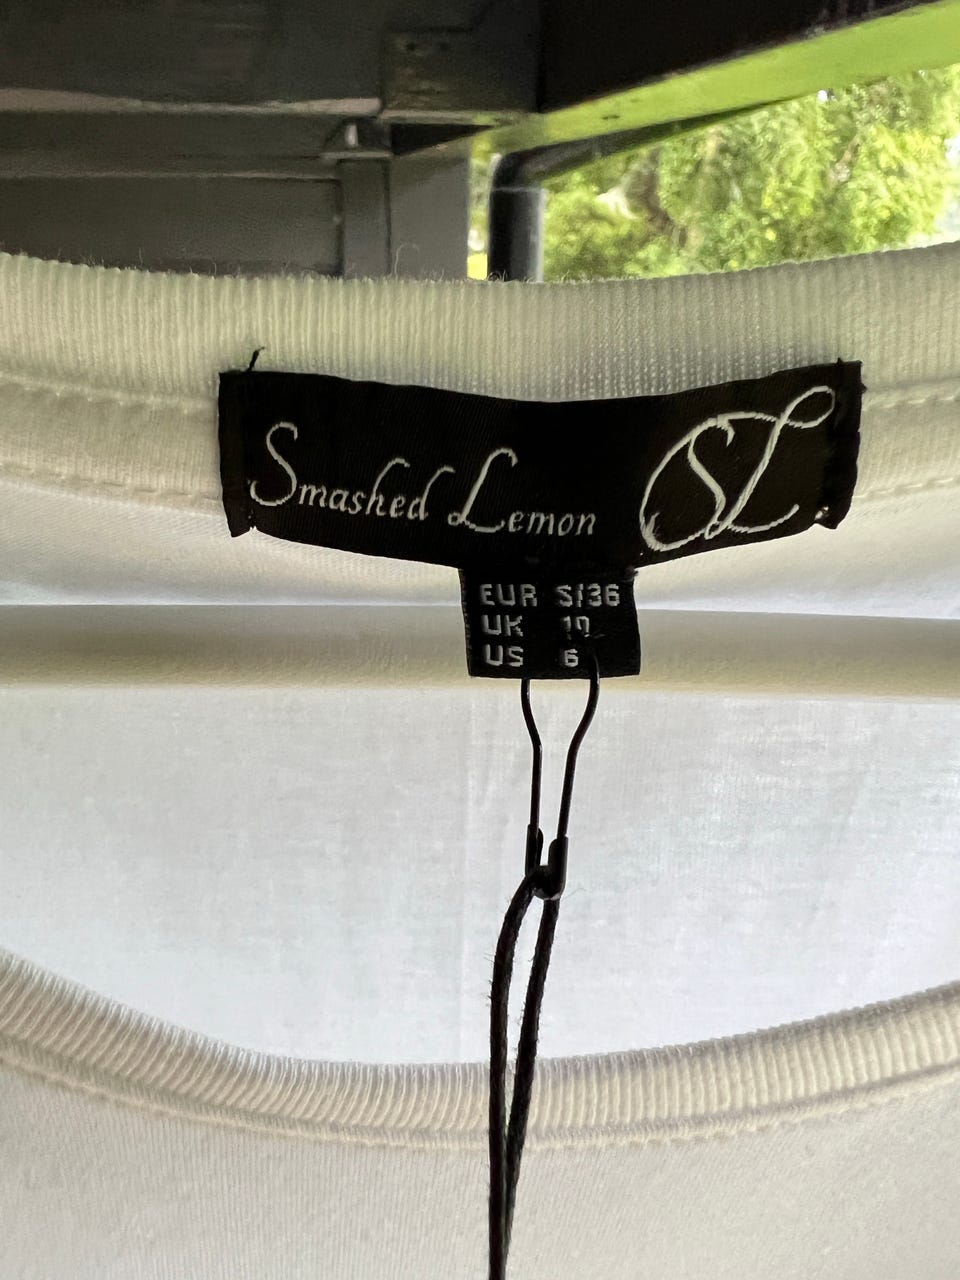 Smashed Lemon SL
EUR S/36
UK 10
US 6